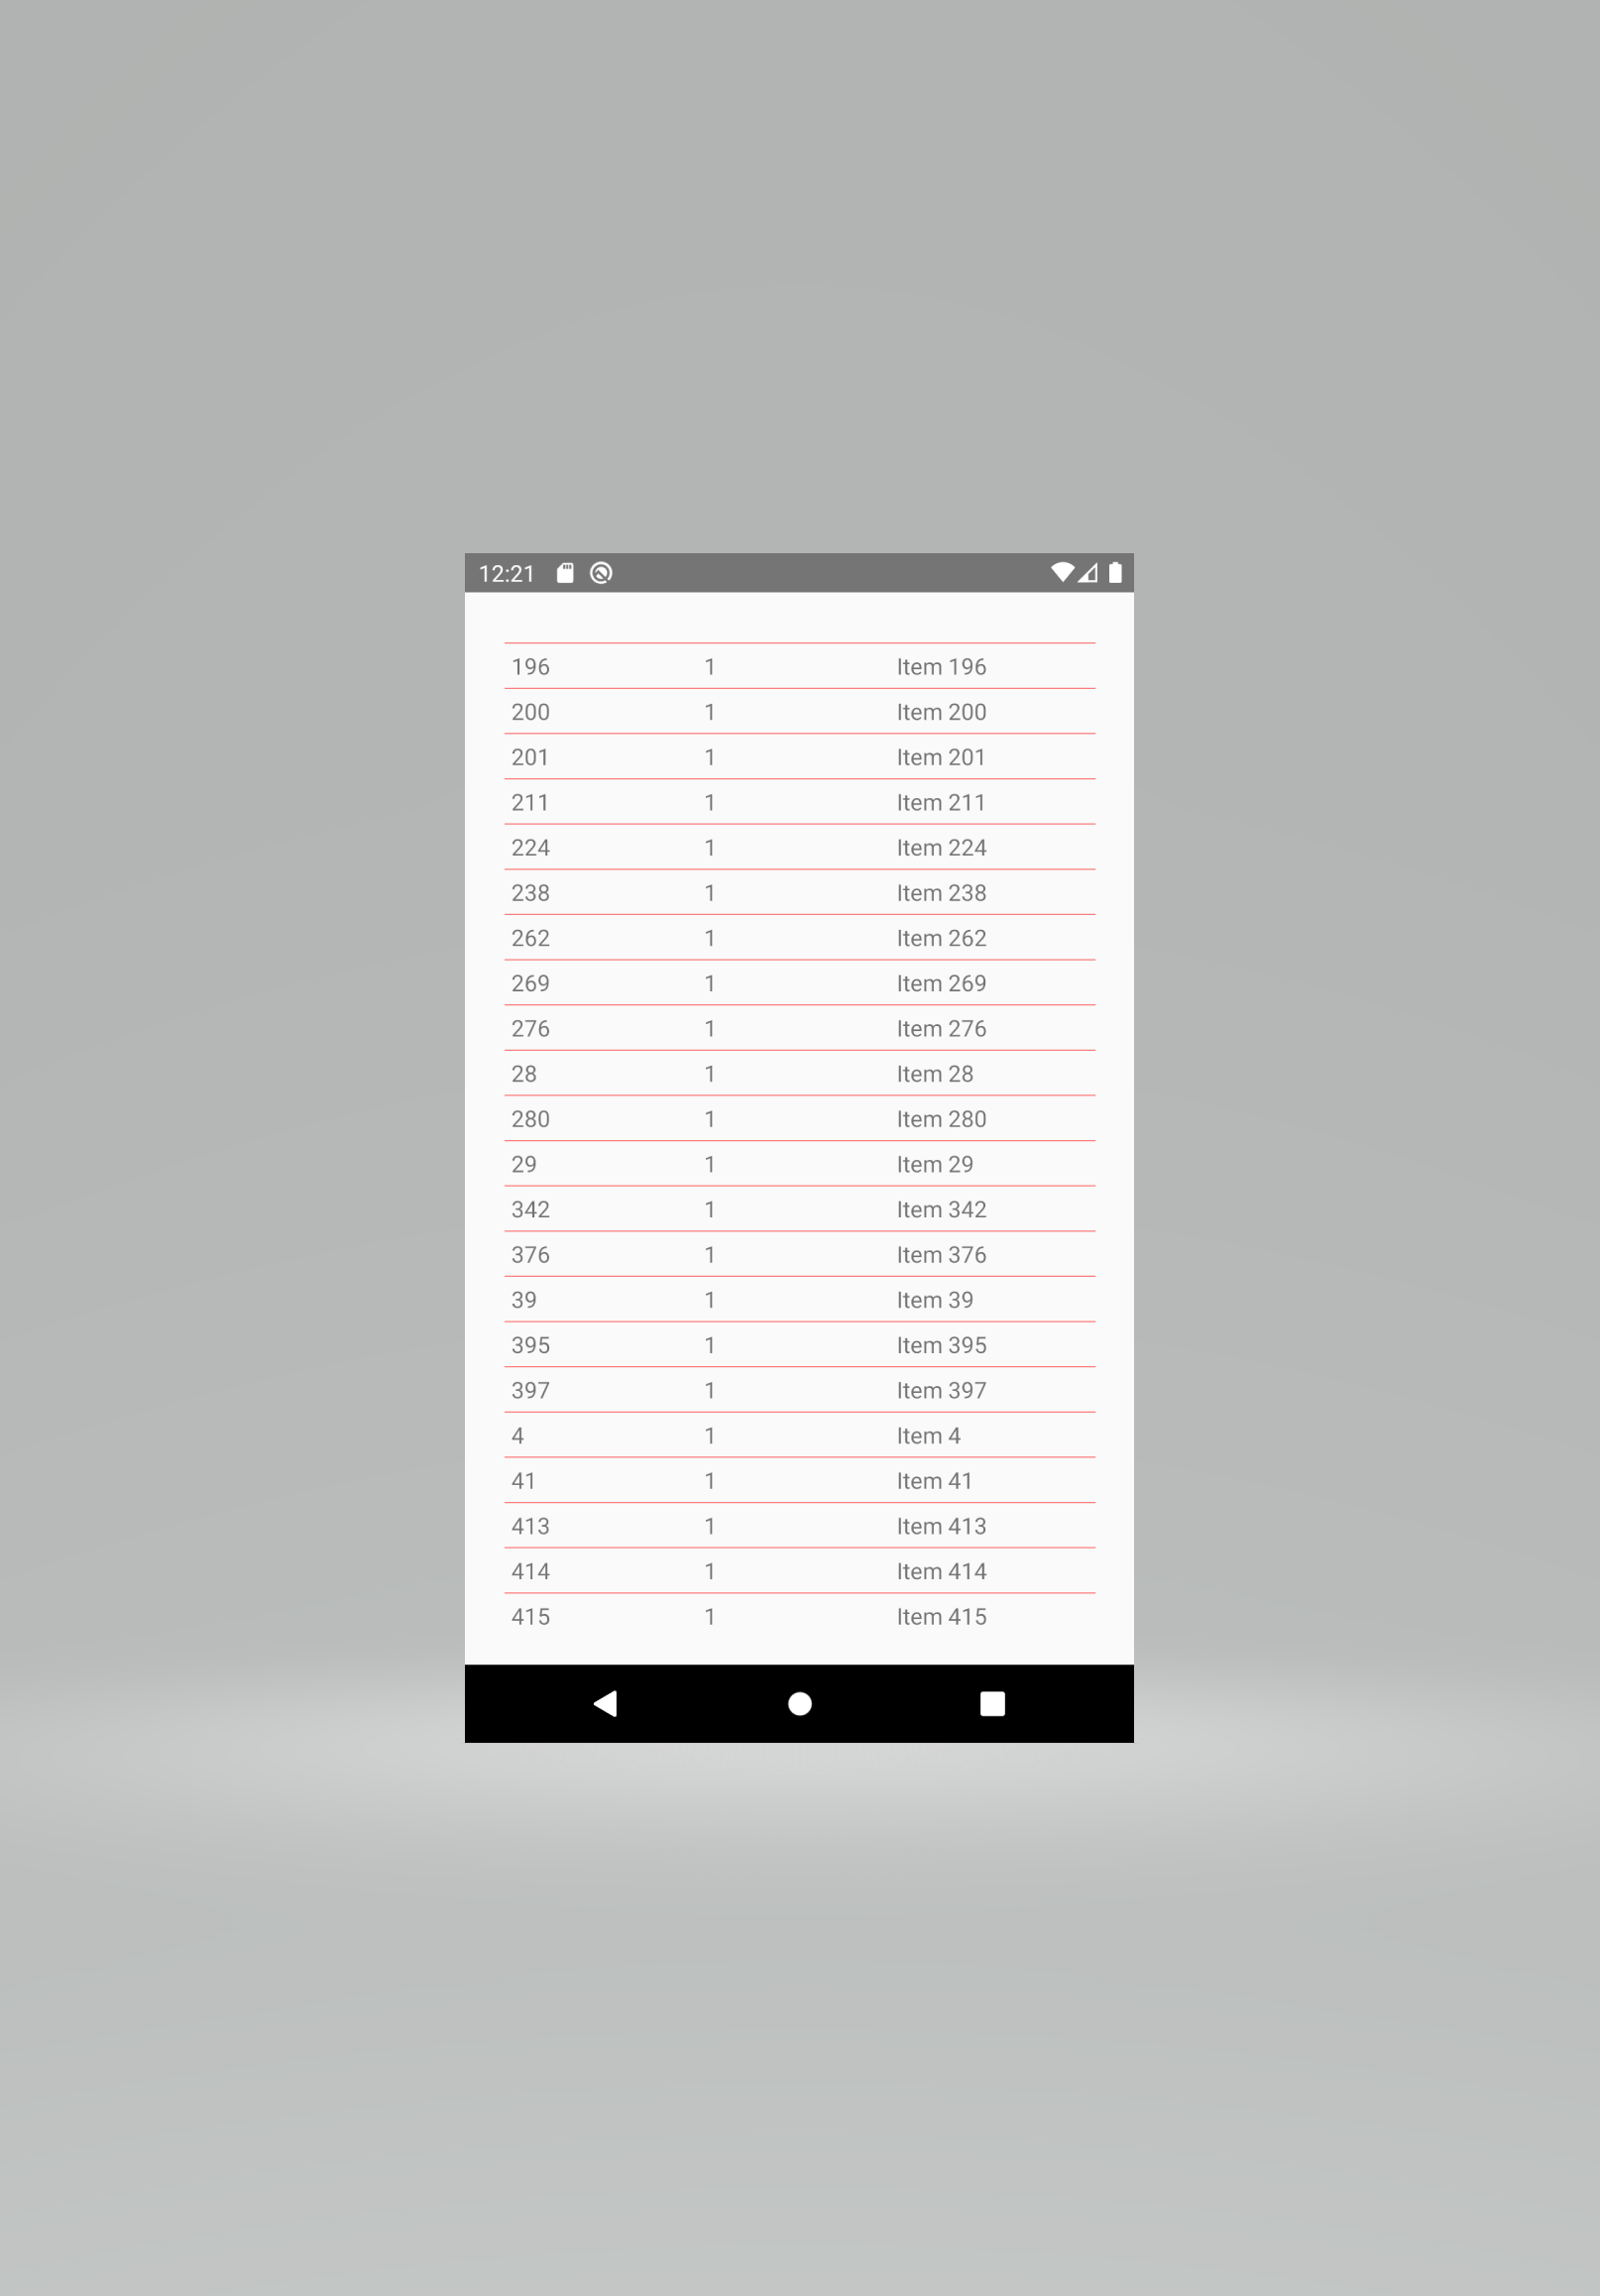 12:21
196 1 Item 196
200 1 Item 200
201 1 Item 201
211 1 Item 211
224 1 Item 224
238 1 Item 238
262 1 Item 262
269 1 Item 269
276 1 Item 276
28 1 Item 28
280 1 Item 280
29 1 Item 29
342 1 Item 342
376 1 Item 376
39 1 Item 39
395 1 Item 395
397 1 Item 397
4 1 Item 4
41 1 Item 41
413 1 Item 413
414 1 Item 414
415 1 Item 415